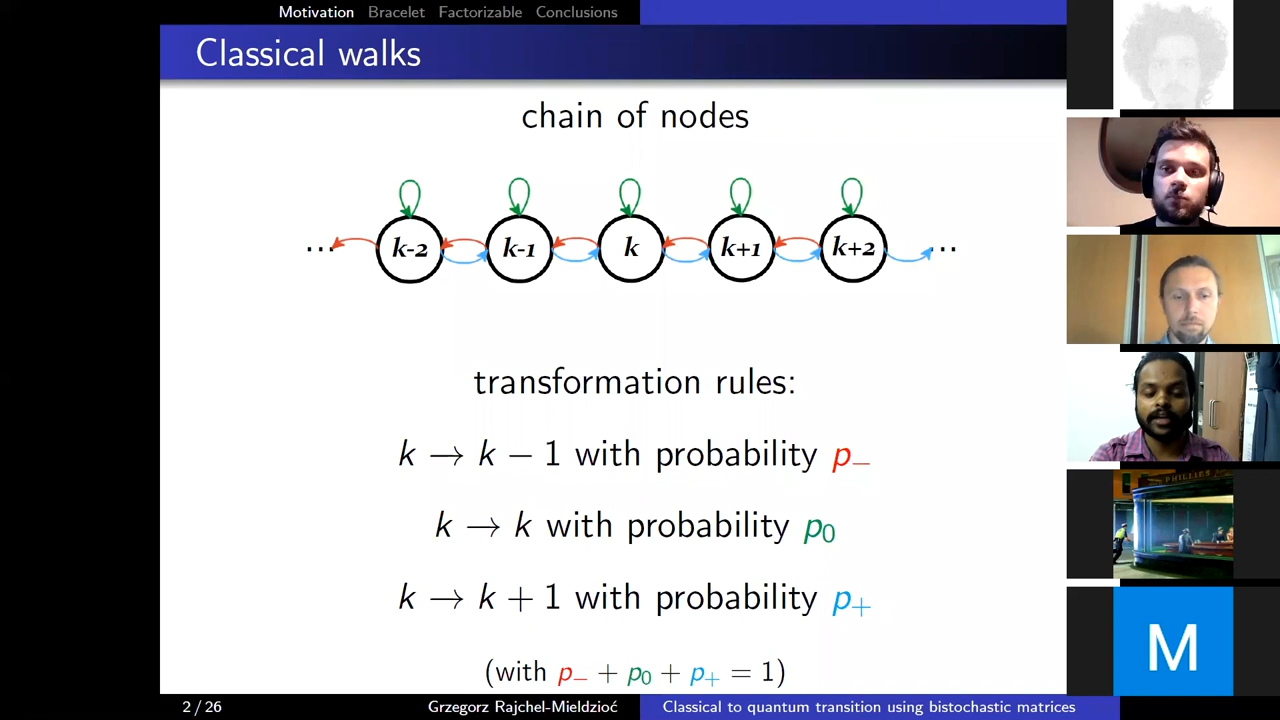 Motivation Bracelet Factorizable Conclusions
Classical walks
chain of nodes
... k-2 k-1 k k+1 k+2 ...
transformation rules:
k → k − 1 with probability p₋
k → k with probability p₀
k → k + 1 with probability p₊
(with p₋ + p₀ + p₊ = 1)
2 / 26 Grzegorz Rajchel-Mieldzioć Classical to quantum transition using bistochastic matrices
PHILLIES
M